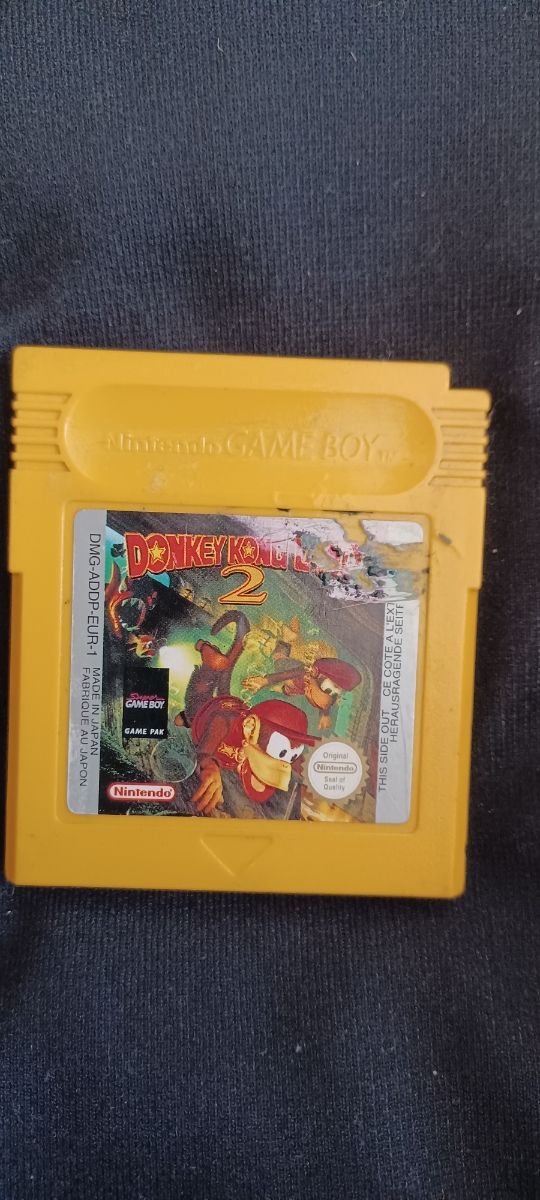 Nintendo GAME BOY TM
DONKEY KONG
2
DMG-ADDP-EUR-1
MADE IN JAPAN
FABRIQUE AU JAPON
Super
GAME BOY
GAME PAK
Nintendo
Original
Nintendo
Seal of
Quality
THIS SIDE OUT CE COTE A L'EXT
HERAUSRAGENDE SEITE